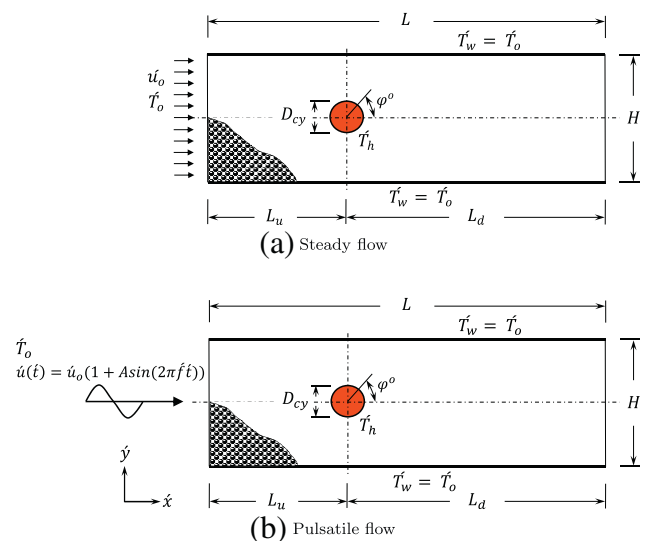 L
T́w = T́o
úo
T́o
Dcy
φᵒ
T́h
H
T́w = T́o
Lu
Ld
(a) Steady flow
L
T́w = T́o
T́o
ú(t́) = úo(1 + Asin(2πf́t́))
Dcy
φᵒ
T́h
H
ý
x́
T́w = T́o
Lu
Ld
(b) Pulsatile flow